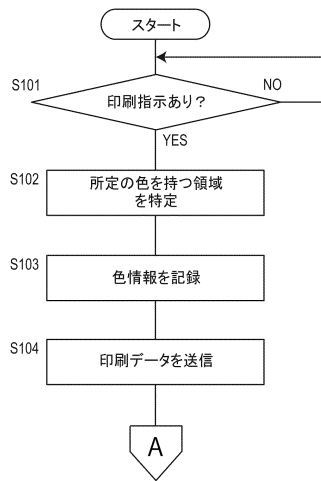 スタート
S101
印刷指示あり?
NO
YES
S102
所定の色を持つ領域
を特定
S103
色情報を記録
S104
印刷データを送信
A